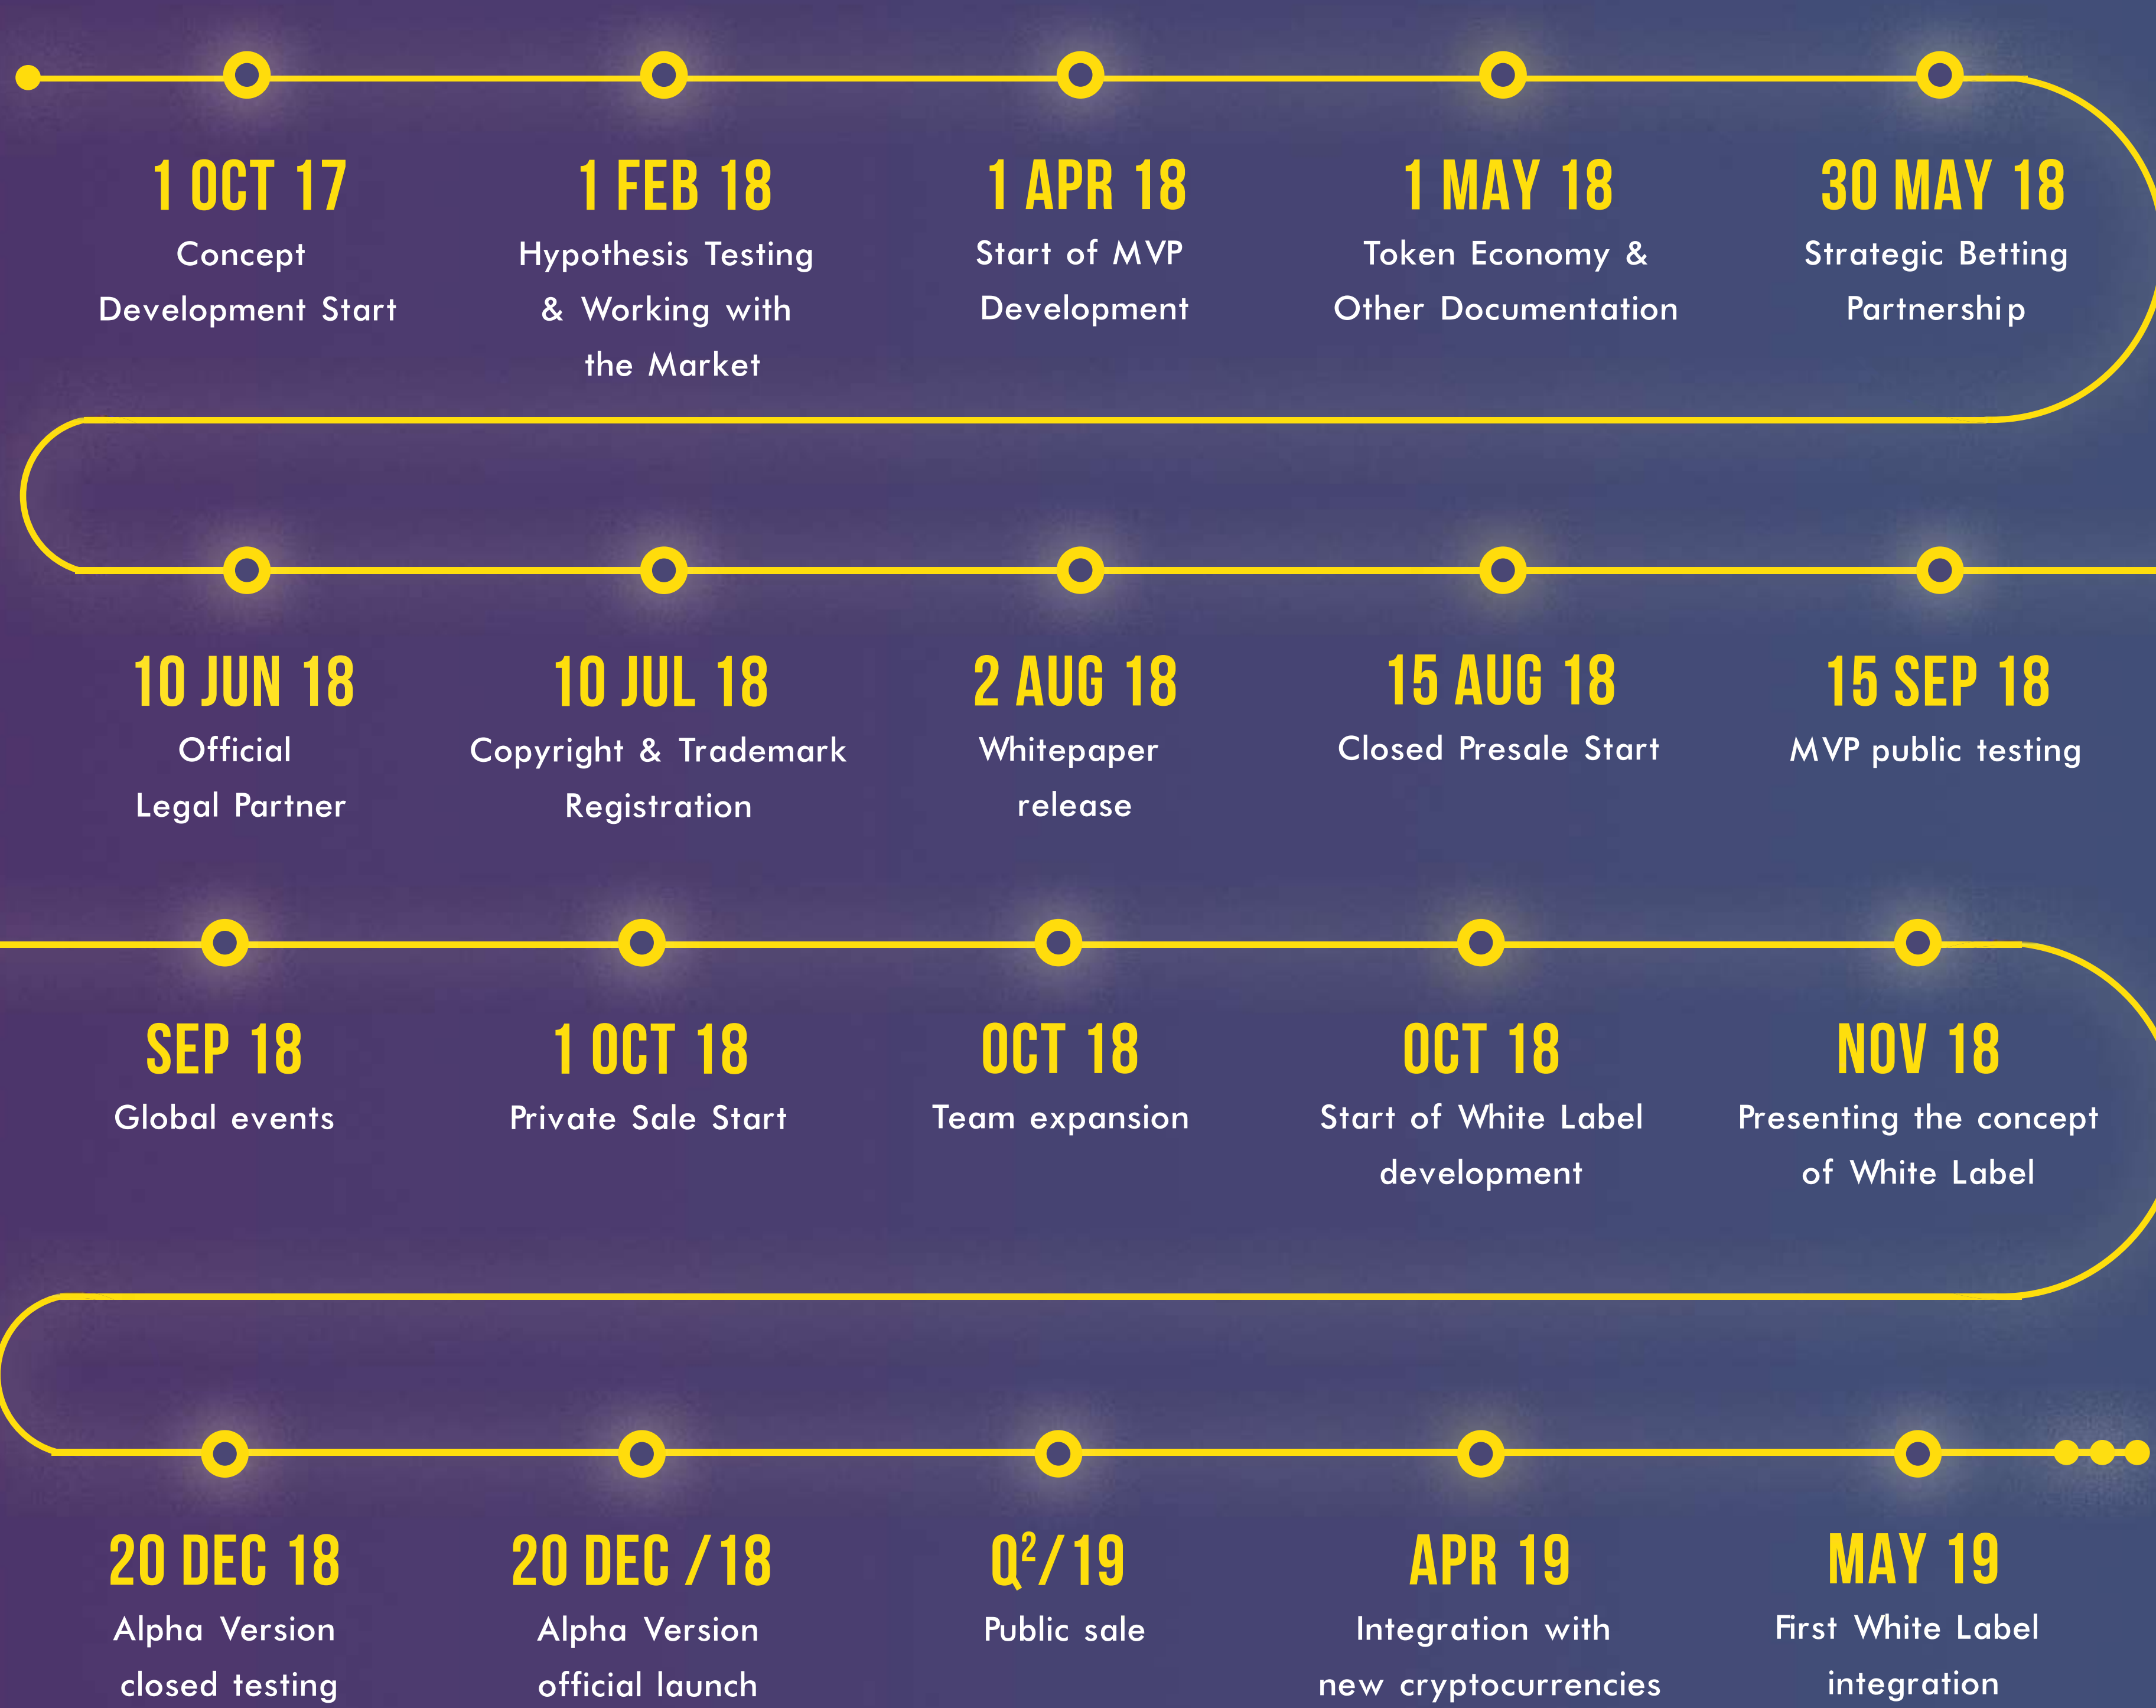 1 OCT 17
Concept
Development Start
1 FEB 18
Hypothesis Testing
& Working with
the Market
1 APR 18
Start of MVP
Development
1 MAY 18
Token Economy &
Other Documentation
30 MAY 18
Strategic Betting
Partnership
10 JUN 18
Official
Legal Partner
10 JUL 18
Copyright & Trademark
Registration
2 AUG 18
Whitepaper
release
15 AUG 18
Closed Presale Start
15 SEP 18
MVP public testing
SEP 18
Global events
1 OCT 18
Private Sale Start
OCT 18
Team expansion
OCT 18
Start of White Label
development
NOV 18
Presenting the concept
of White Label
20 DEC 18
Alpha Version
closed testing
20 DEC /18
Alpha Version
official launch
Q²/19
Public sale
APR 19
Integration with
new cryptocurrencies
MAY 19
First White Label
integration